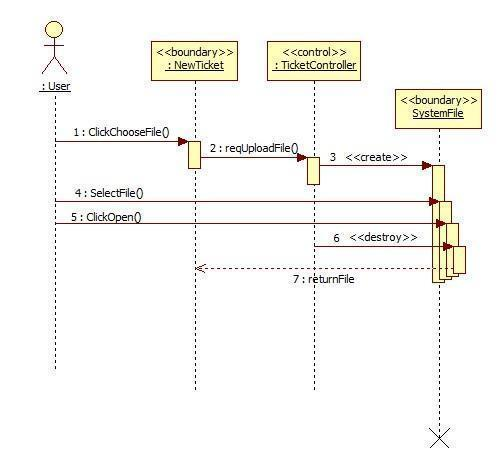 <<boundary>>
: NewTicket
<<control>>
: TicketController
: User
<<boundary>>
SystemFile
1 : ClickChooseFile()
2 : reqUploadFile()
3 <<create>>
4 : SelectFile()
5 : ClickOpen()
6 <<destroy>>
7 : returnFile